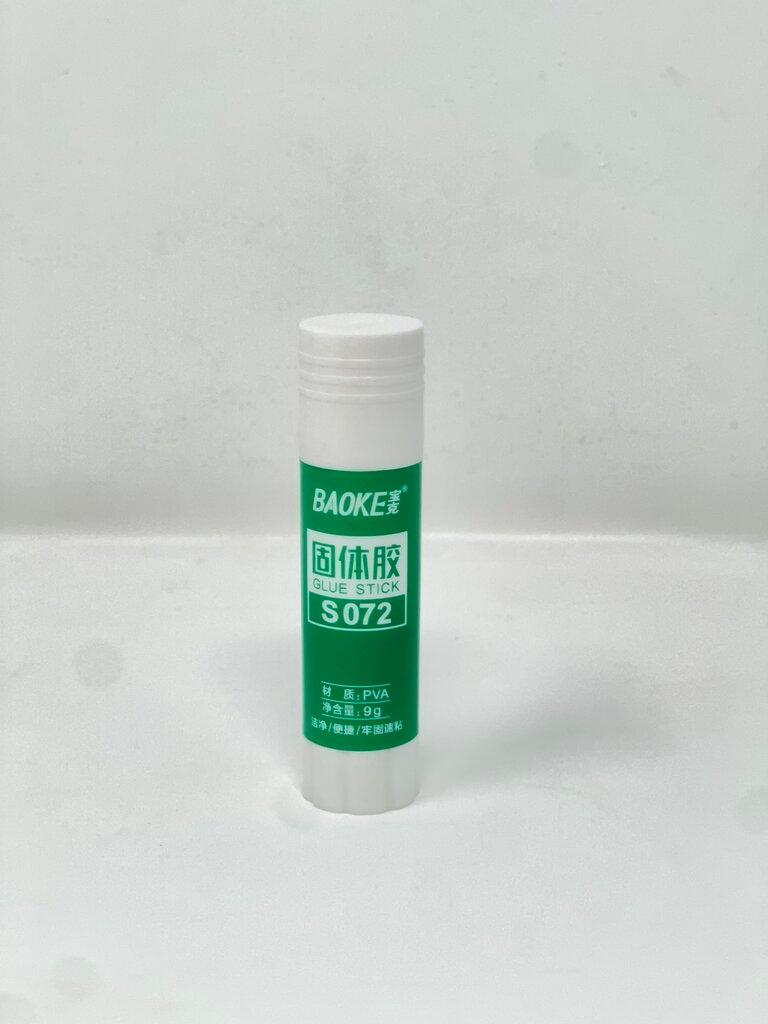 BAOKE宝克®
固体胶
GLUE STICK
S072
材 质:PVA
净含量:9g
洁净/便捷/牢固速粘